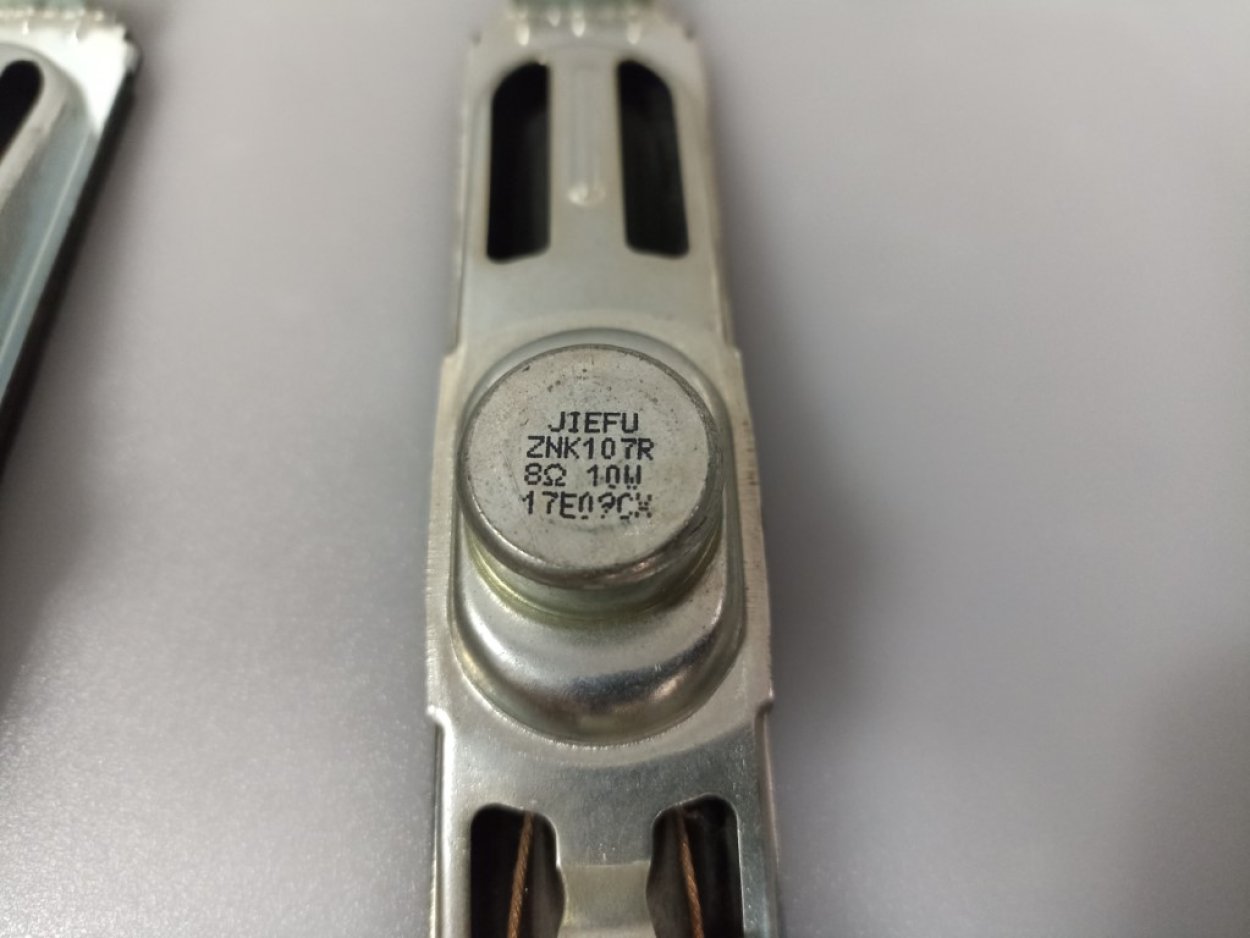 JIEFU
ZNK107R
8Ω 10W